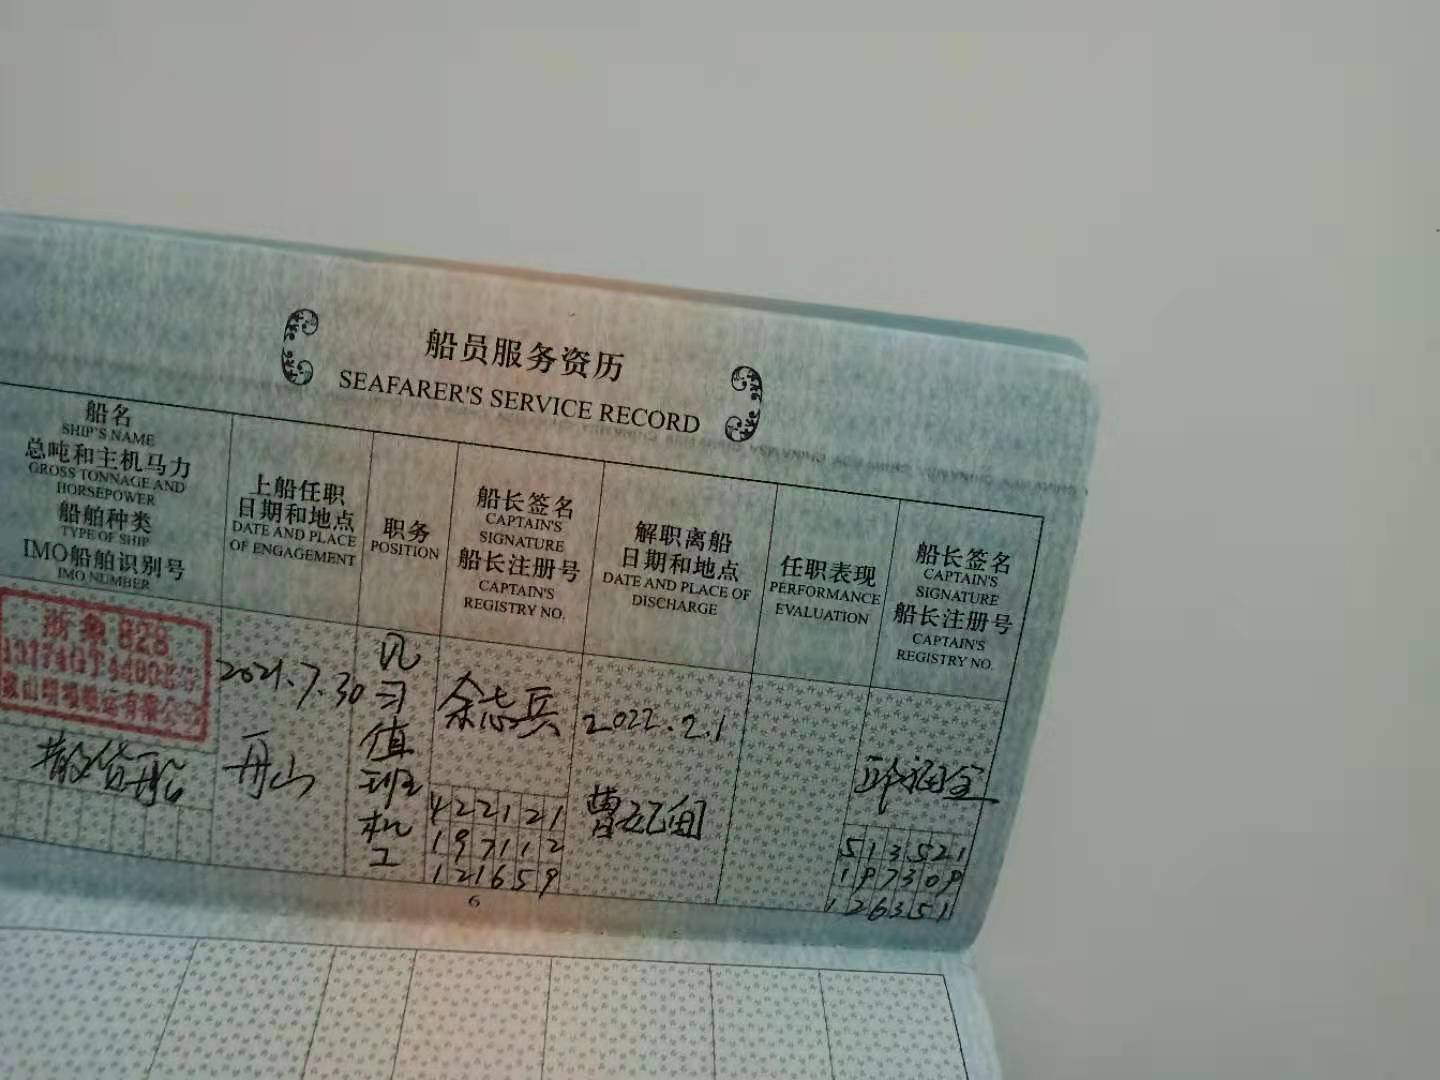 船员服务资历
SEAFARER'S SERVICE RECORD
船名
SHIP'S NAME
总吨和主机马力
GROSS TONNAGE AND
HORSEPOWER
船舶种类
TYPE OF SHIP
IMO船舶识别号
IMO NUMBER
上船任职
日期和地点
DATE AND PLACE
OF ENGAGEMENT
职务
POSITION
船长签名
CAPTAIN'S
SIGNATURE
船长注册号
CAPTAIN'S
REGISTRY NO.
解职离船
日期和地点
DATE AND PLACE OF
DISCHARGE
任职表现
PERFORMANCE
EVALUATION
船长签名
CAPTAIN'S
SIGNATURE
船长注册号
CAPTAIN'S
REGISTRY NO.
828
散货船
2021.7.30
舟山
见
习
值
班
机
工
余志兵
422121
197112
121659
2022.2.1
曹妃甸
513521
197309
126351
6